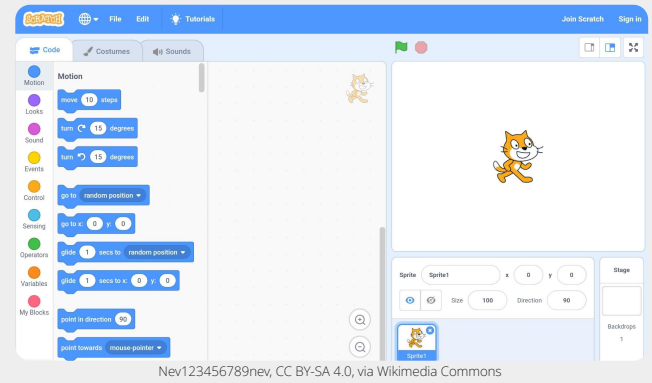 SCRATCH File Edit Tutorials Join Scratch Sign in
Code Costumes Sounds
Motion
Looks
Sound
Events
Control
Sensing
Operators
Variables
My Blocks
Motion
move 10 steps
turn 15 degrees
turn 15 degrees
go to random position
go to x: 0 y: 0
glide 1 secs to random position
glide 1 secs to x: 0 y: 0
point in direction 90
point towards mouse-pointer
Sprite Sprite1 x 0 y 0
Size 100 Direction 90
Sprite1
Stage
Backdrops
1
Nev123456789nev, CC BY-SA 4.0, via Wikimedia Commons